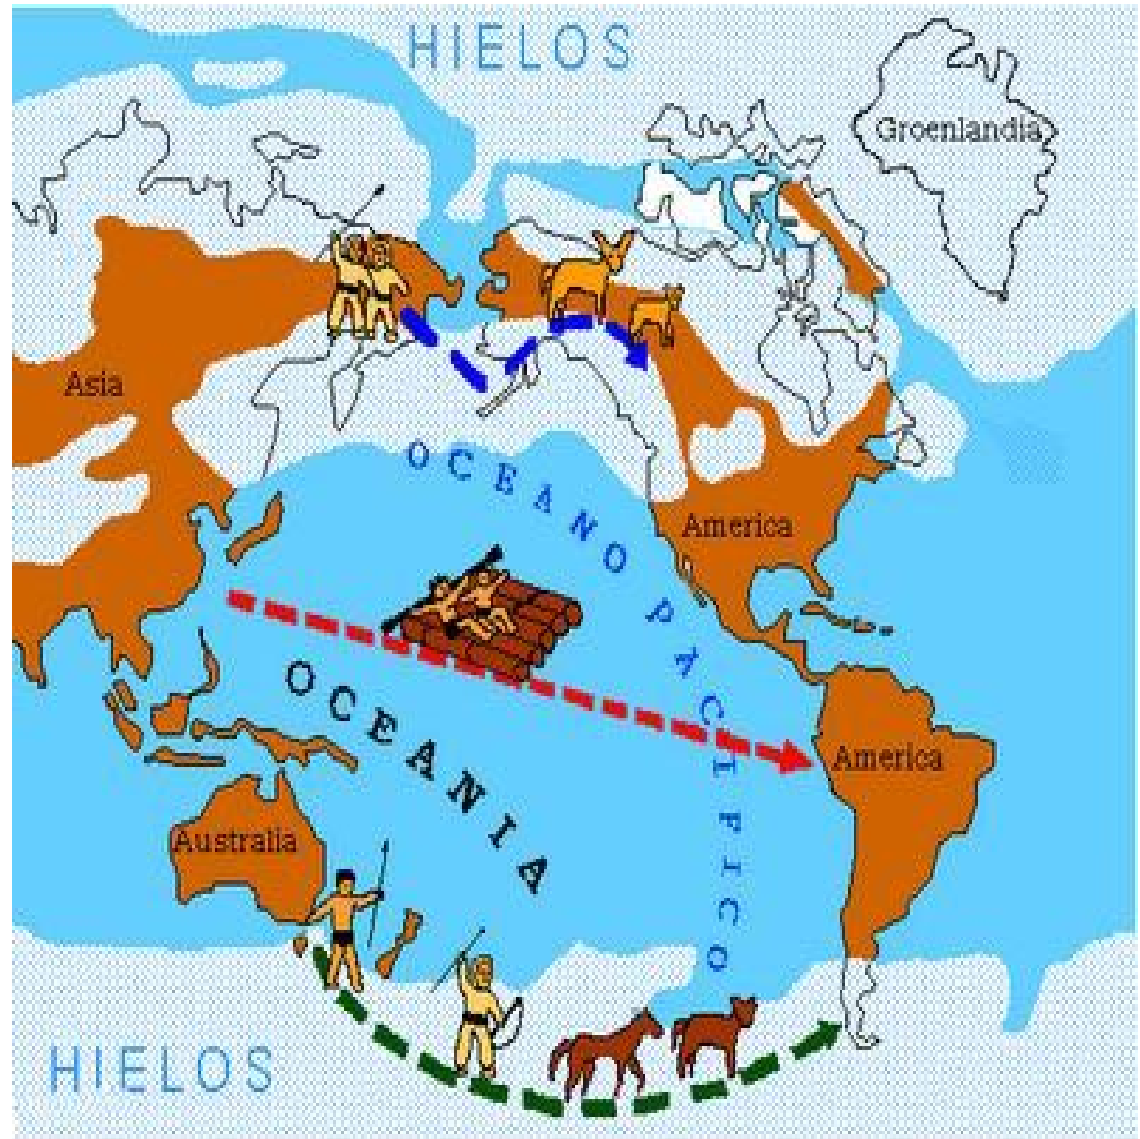 HIELOS
Groenlandia
Asia
OCEANO PACIFICO
America
OCEANIA
America
Australia
HIELOS